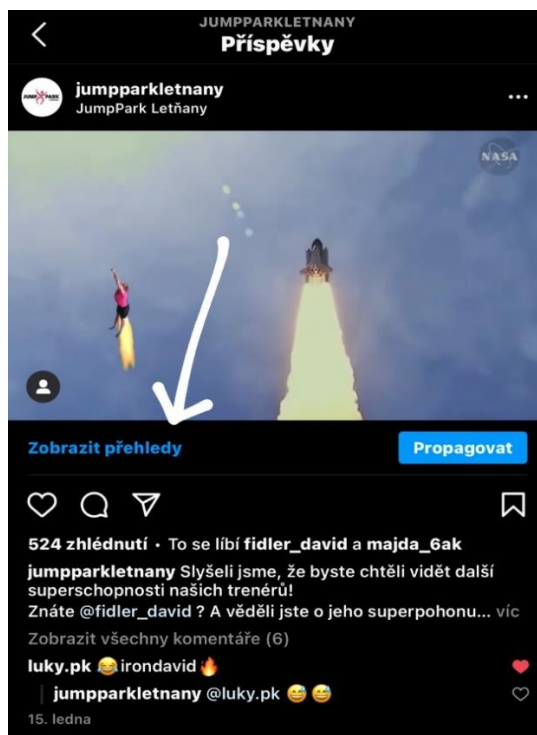 JUMPPARKLETNANY
Příspěvky
jumpparkletnany
JumpPark Letňany
JUMP PARK
NASA
Zobrazit přehledy
Propagovat
524 zhlédnutí · To se líbí fidler_david a majda_6ak
jumpparkletnany Slyšeli jsme, že byste chtěli vidět další
superschopnosti našich trenérů!
Znáte @fidler_david ? A věděli jste o jeho superpohonu... víc
Zobrazit všechny komentáře (6)
luky.pk 😂irondavid🔥
jumpparkletnany @luky.pk 😅😅
15. ledna